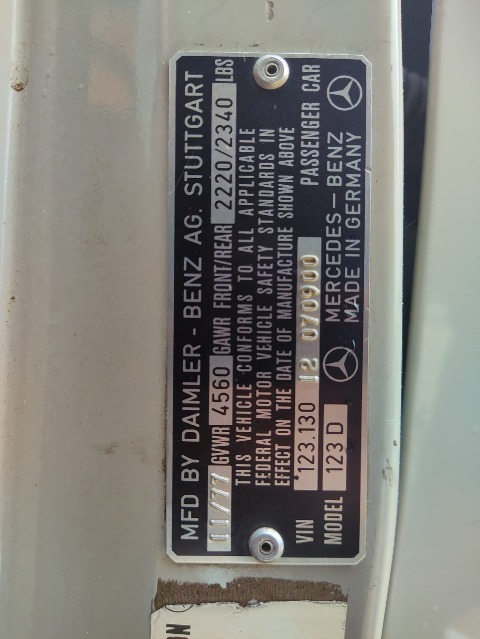 MFD BY DAIMLER - BENZ AG. STUTTGART
11/77 GVWR 4560 GAWR FRONT/REAR 2220/2340 LBS
THIS VEHICLE CONFORMS TO ALL APPLICABLE
FEDERAL MOTOR VEHICLE SAFETY STANDARDS IN
EFFECT ON THE DATE OF MANUFACTURE SHOWN ABOVE
VIN 123.130 12 070900 PASSENGER CAR
MODEL 123 D MERCEDES-BENZ
MADE IN GERMANY
ON